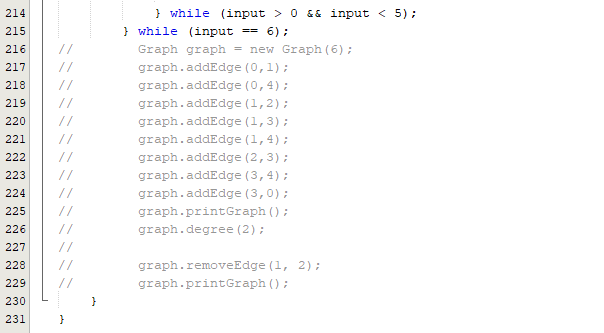 214 } while (input > 0 && input < 5);
215 } while (input == 6);
216 // Graph graph = new Graph(6);
217 // graph.addEdge(0,1);
218 // graph.addEdge(0,4);
219 // graph.addEdge(1,2);
220 // graph.addEdge(1,3);
221 // graph.addEdge(1,4);
222 // graph.addEdge(2,3);
223 // graph.addEdge(3,4);
224 // graph.addEdge(3,0);
225 // graph.printGraph();
226 // graph.degree(2);
227 //
228 // graph.removeEdge(1, 2);
229 // graph.printGraph();
230 }
231 }